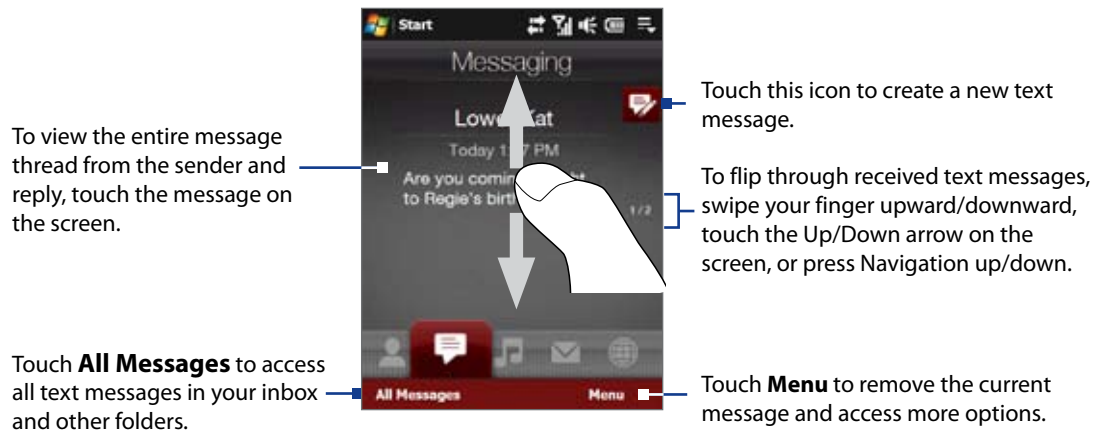 Start
Messaging
Today
PM
Are you
to Regie's
1/2
All Messages
Menu
To view the entire message
thread from the sender and
reply, touch the message on
the screen.
Touch All Messages to access
all text messages in your inbox
and other folders.
Touch this icon to create a new text
message.
To flip through received text messages,
swipe your finger upward/downward,
touch the Up/Down arrow on the
screen, or press Navigation up/down.
Touch Menu to remove the current
message and access more options.